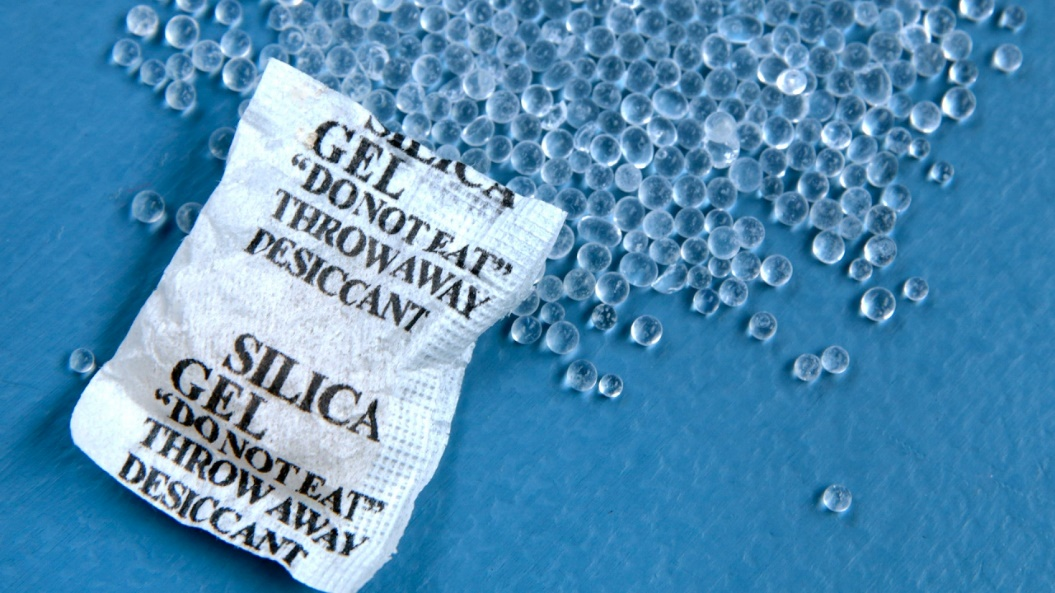 SILICA
GEL
“DO NOT EAT”
THROW AWAY
DESICCANT
SILICA
GEL
“DO NOT EAT”
THROW AWAY
DESICCANT